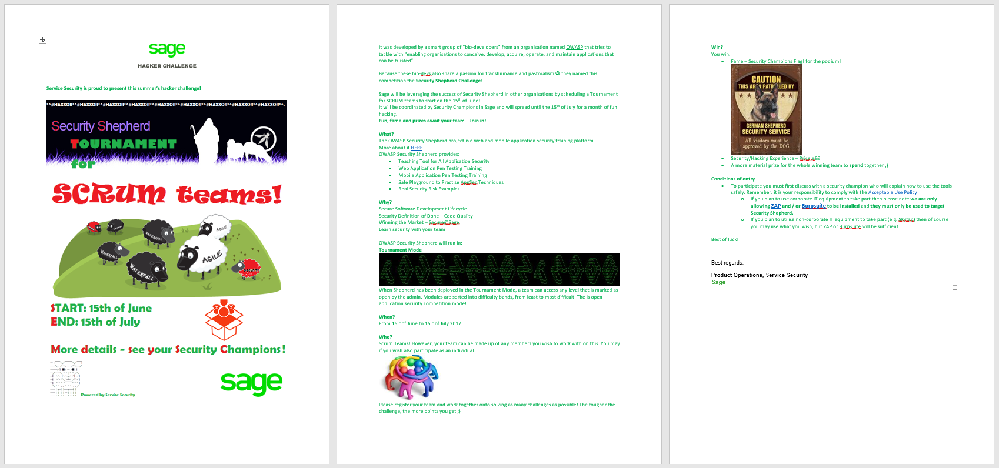 sage
HACKER CHALLENGE
Service Security is proud to present this summer's hacker challenge!
*^#HAXXOR*^#HAXXOR*^#HAXXOR*^#HAXXOR*^#HAXXOR*^#HAXXOR*^#HAXXOR*^#HAXXOR*^
Security Shepherd
TOURNAMENT
for
SCRUM teams!
AGILE
WATERFALL
WATERFALL
AGILE
WATERFALL
SECURITY
START: 15th of June
END: 15th of July
More details - see your Security Champions!
Powered by Service Security
sage
It was developed by a smart group of "bio-developers" from an organisation named OWASP that tries to
tackle with "enabling organisations to conceive, develop, acquire, operate, and maintain applications that
can be trusted".
Because these bio-devs also share a passion for transhumance and pastoralism ☺ they named this
competition the Security Shepherd Challenge!
Sage will be leveraging the success of Security Shepherd in other organisations by scheduling a Tournament
for SCRUM teams to start on the 15th of June!
It will be coordinated by Security Champions in Sage and will spread until the 15th of July for a month of fun
hacking.
Fun, fame and prizes await your team – Join in!
What?
The OWASP Security Shepherd project is a web and mobile application security training platform.
More about it HERE.
OWASP Security Shepherd provides:
• Teaching Tool for All Application Security
• Web Application Pen Testing Training
• Mobile Application Pen Testing Training
• Safe Playground to Practise AppSec Techniques
• Real Security Risk Examples
Why?
Secure Software Development Lifecycle
Security Definition of Done – Code Quality
Winning the Market – Secure@Sage
Learn security with your team
OWASP Security Shepherd will run in:
Tournament Mode
When Shepherd has been deployed in the Tournament Mode, a team can access any level that is marked as
open by the admin. Modules are sorted into difficulty bands, from least to most difficult. The is open
application security competition mode!
When?
From 15th of June to 15th of July 2017.
Who?
Scrum Teams! However, your team can be made up of any members you wish to work with on this. You may
if you wish also participate as an individual.
Please register your team and work together onto solving as many challenges as possible! The tougher the
challenge, the more points you get ;)
Win?
You win:
• Fame – Security Champions Flag! for the podium!
CAUTION
THIS AREA PATROLLED BY
GERMAN SHEPHERD
SECURITY SERVICE
All visitors must be
approved by the DOG.
• Security/Hacking Experience – Pricele££
• A more material prize for the whole winning team to spend together ;)
Conditions of entry
• To participate you must first discuss with a security champion who will explain how to use the tools
safely. Remember: it is your responsibility to comply with the Acceptable Use Policy
o If you plan to use corporate IT equipment to take part then please note we are only
allowing ZAP and / or Burpsuite to be installed and they must only be used to target
Security Shepherd.
o If you plan to utilise non-corporate IT equipment to take part (e.g. Skytap) then of course
you may use what you wish, but ZAP or Burpsuite will be sufficient
Best of luck!
Best regards,
Product Operations, Service Security
Sage